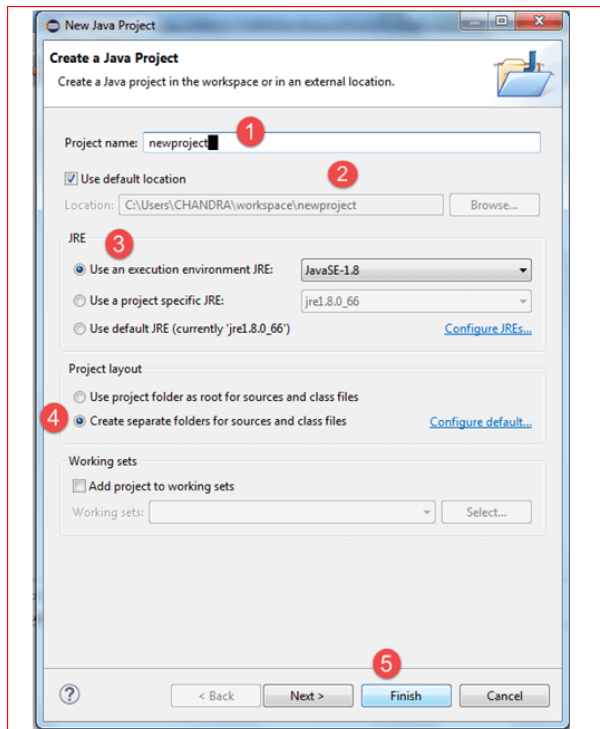 New Java Project
Create a Java Project
Create a Java project in the workspace or in an external location.
1
Project name: newproject
2
Use default location
Location: C:\Users\CHANDRA\workspace\newproject Browse...
JRE
3
Use an execution environment JRE: JavaSE-1.8
Use a project specific JRE: jre1.8.0_66
Use default JRE (currently 'jre1.8.0_66') Configure JREs...
Project layout
Use project folder as root for sources and class files
4
Create separate folders for sources and class files Configure default...
Working sets
Add project to working sets
Working sets: Select...
5
? < Back Next > Finish Cancel